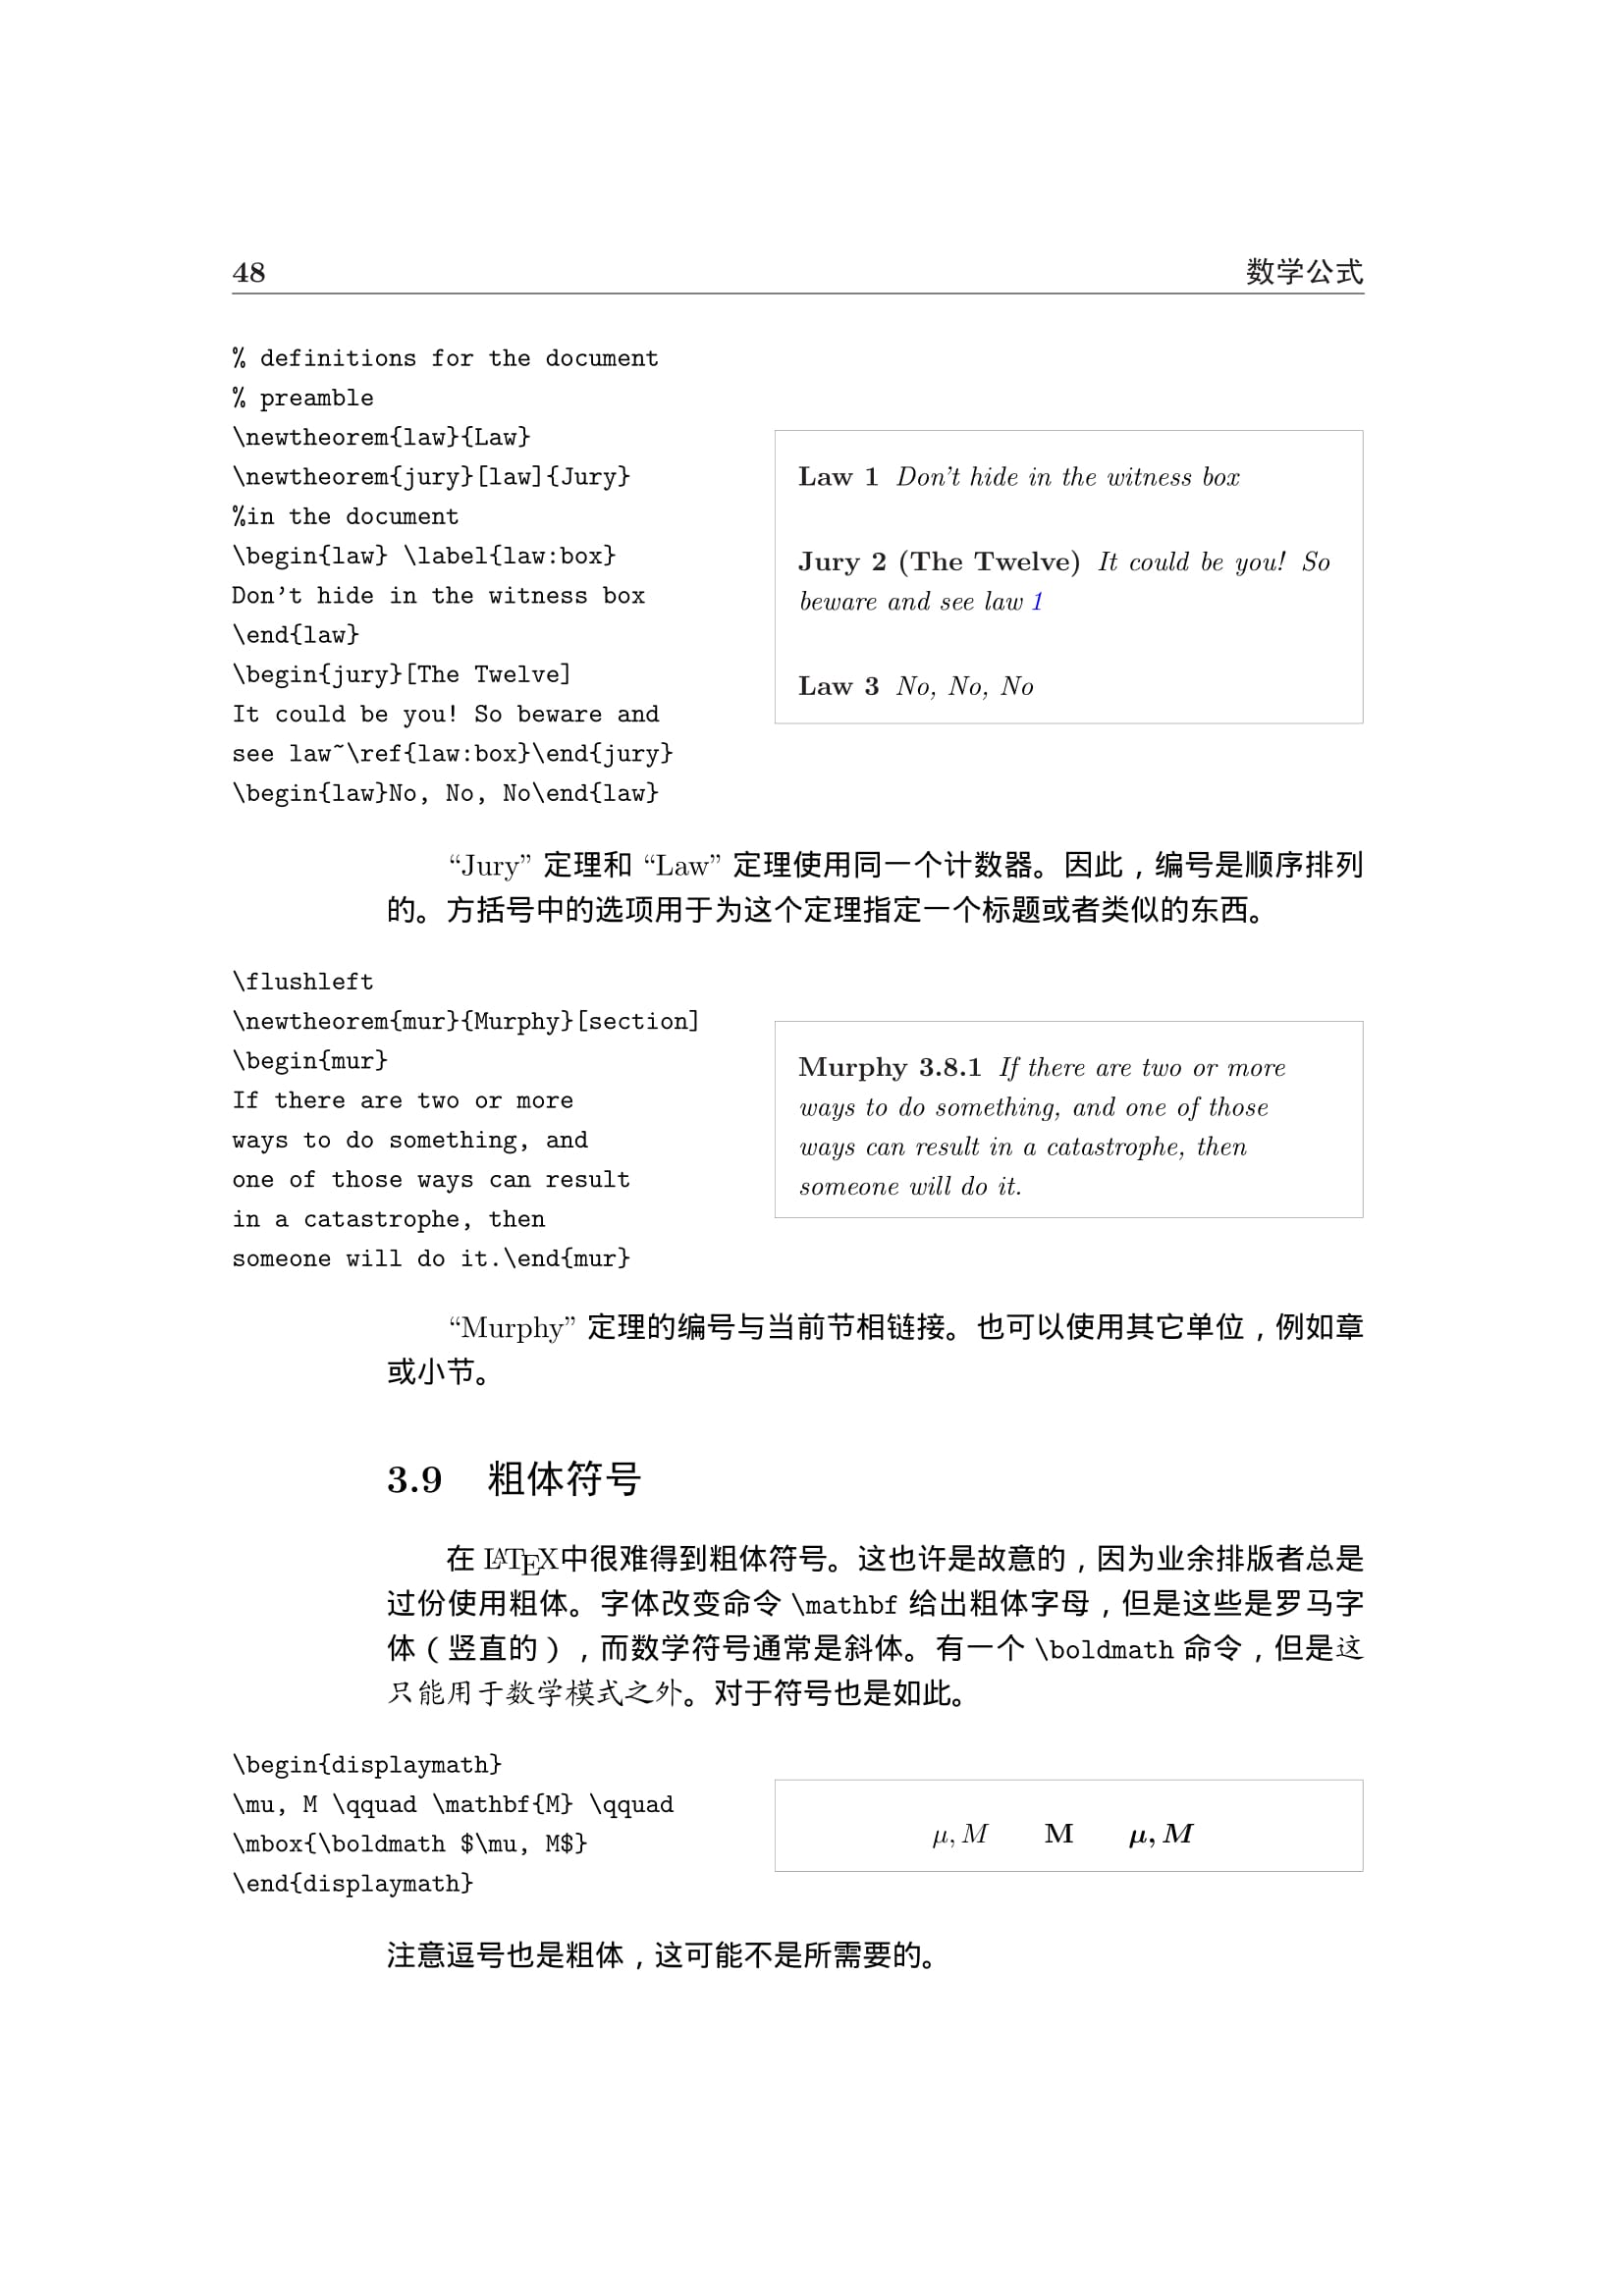 48 数学公式
% definitions for the document
% preamble
\newtheorem{law}{Law}
\newtheorem{jury}[law]{Jury}
%in the document
\begin{law} \label{law:box}
Don't hide in the witness box
\end{law}
\begin{jury}[The Twelve]
It could be you! So beware and
see law~\ref{law:box}\end{jury}
\begin{law}No, No, No\end{law}
Law 1 Don't hide in the witness box
Jury 2 (The Twelve) It could be you! So
beware and see law 1
Law 3 No, No, No
“Jury” 定理和 “Law” 定理使用同一个计数器。因此，编号是顺序排列
的。方括号中的选项用于为这个定理指定一个标题或者类似的东西。
\flushleft
\newtheorem{mur}{Murphy}[section]
\begin{mur}
If there are two or more
ways to do something, and
one of those ways can result
in a catastrophe, then
someone will do it.\end{mur}
Murphy 3.8.1 If there are two or more
ways to do something, and one of those
ways can result in a catastrophe, then
someone will do it.
“Murphy” 定理的编号与当前节相链接。也可以使用其它单位，例如章
或小节。
3.9 粗体符号
在 LATEX中很难得到粗体符号。这也许是故意的，因为业余排版者总是
过份使用粗体。字体改变命令 \mathbf 给出粗体字母，但是这些是罗马字
体（竖直的），而数学符号通常是斜体。有一个 \boldmath 命令，但是这
只能用于数学模式之外。对于符号也是如此。
\begin{displaymath}
\mu, M \qquad \mathbf{M} \qquad
\mbox{\boldmath $\mu, M$}
\end{displaymath}
μ, M M μ, M
注意逗号也是粗体，这可能不是所需要的。